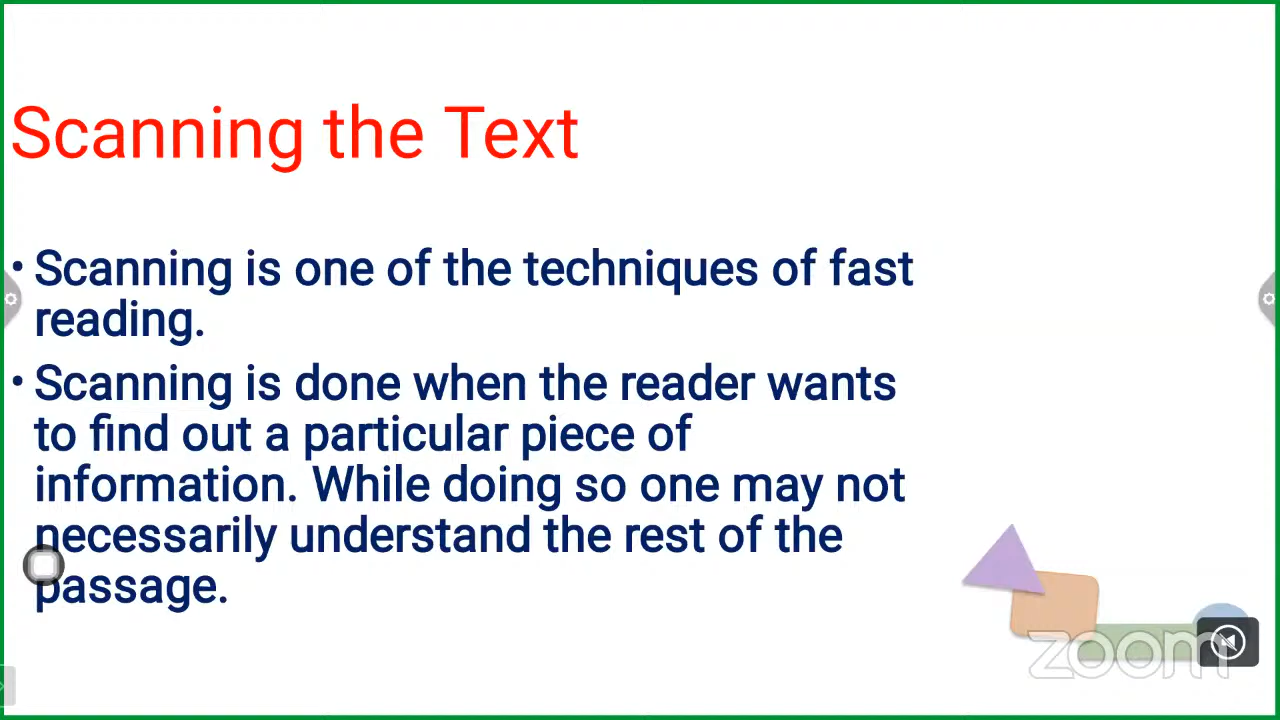 Scanning the Text
• Scanning is one of the techniques of fast
reading.
• Scanning is done when the reader wants
to find out a particular piece of
information. While doing so one may not
necessarily understand the rest of the
passage.
zoom